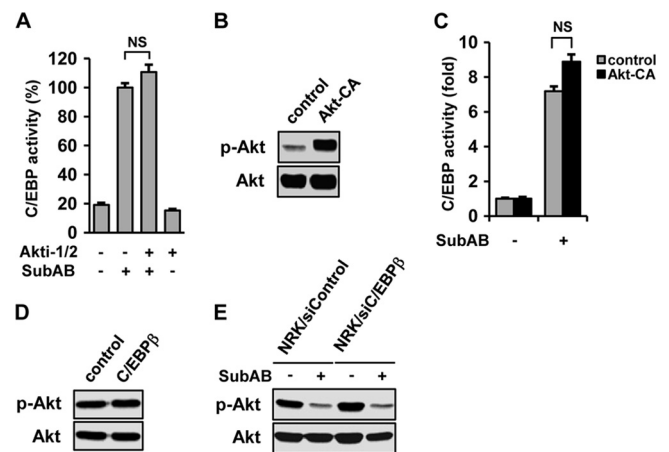 A
C/EBP activity (%)
120
100
80
60
40
20
0
NS
Akti-1/2 - - + +
SubAB - + + -
B
control Akt-CA
p-Akt
Akt
C
C/EBP activity (fold)
10
8
6
4
2
0
NS
control
Akt-CA
SubAB - +
D
control C/EBPβ
p-Akt
Akt
E
NRK/siControl NRK/siC/EBPβ
SubAB - + - +
p-Akt
Akt